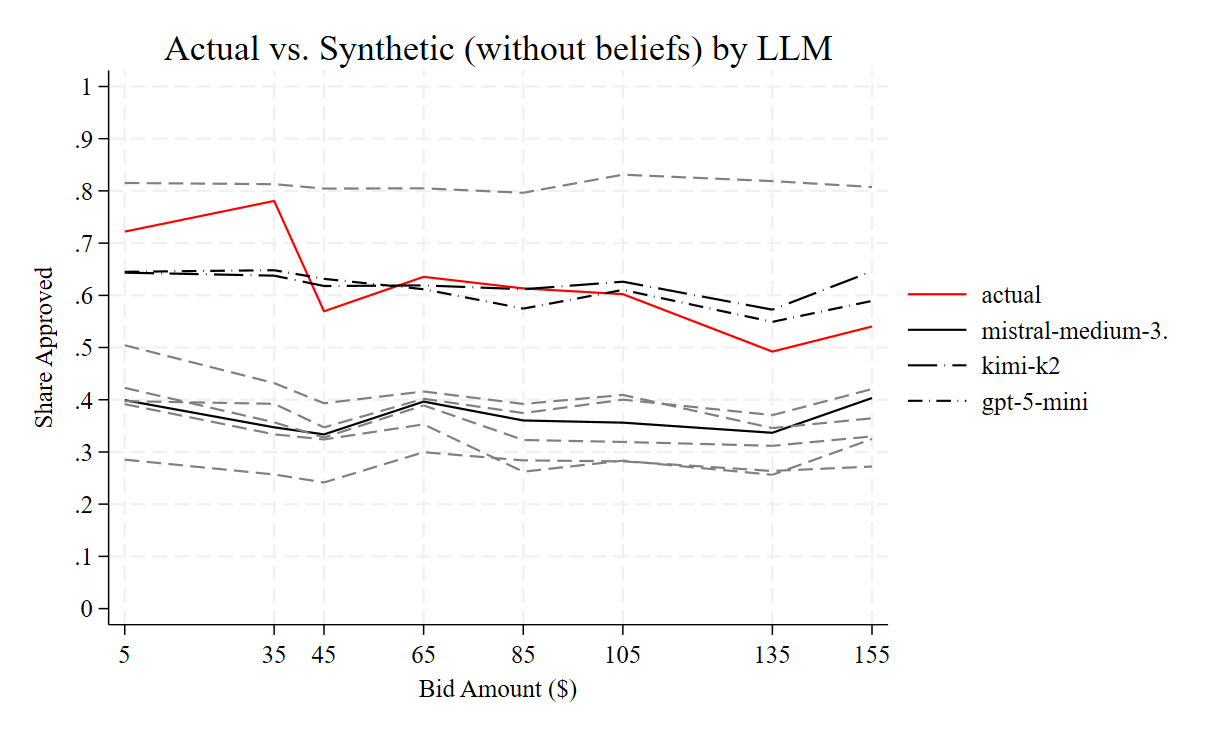 Actual vs. Synthetic (without beliefs) by LLM
1
.9
.8
.7
.6
.5
.4
.3
.2
.1
0
Share Approved
5 35 45 65 85 105 135 155
Bid Amount ($)
actual
mistral-medium-3.
kimi-k2
gpt-5-mini